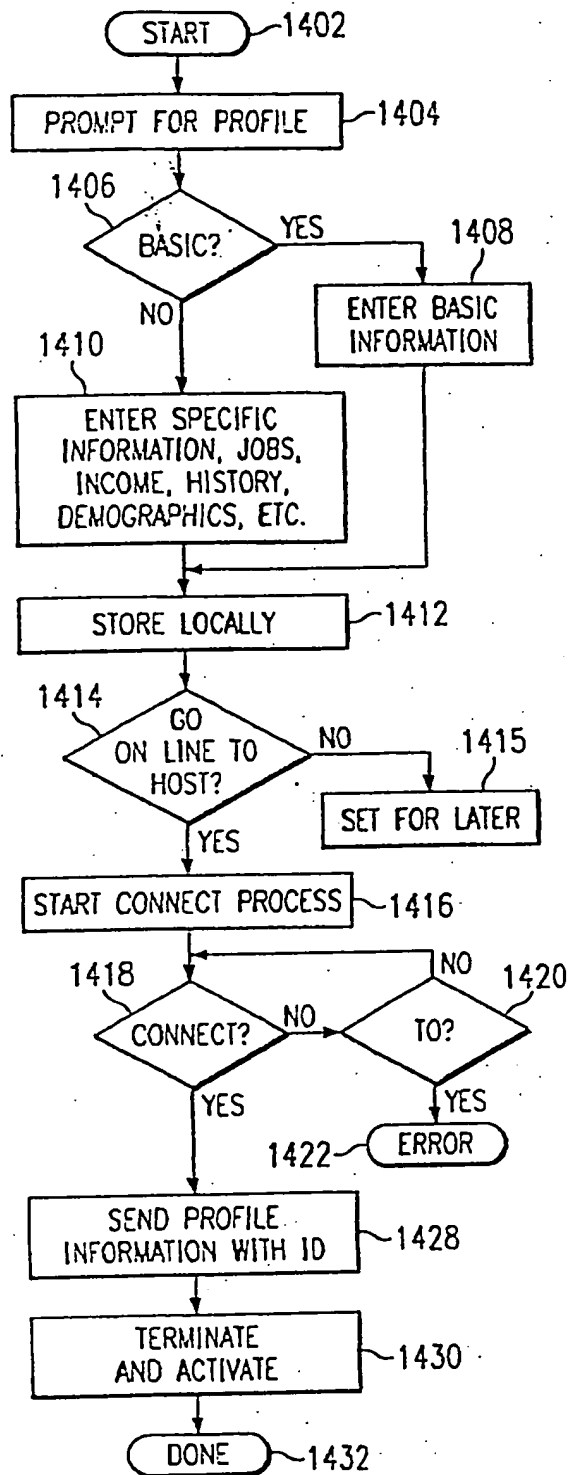 START
1402
PROMPT FOR PROFILE
1404
1406
BASIC?
YES
NO
1408
ENTER BASIC
INFORMATION
1410
ENTER SPECIFIC
INFORMATION, JOBS,
INCOME, HISTORY,
DEMOGRAPHICS, ETC.
STORE LOCALLY
1412
1414
GO
ON LINE TO
HOST?
NO
YES
1415
SET FOR LATER
START CONNECT PROCESS
1416
1418
CONNECT?
NO
YES
NO
1420
TO?
YES
1422
ERROR
SEND PROFILE
INFORMATION WITH ID
1428
TERMINATE
AND ACTIVATE
1430
DONE
1432